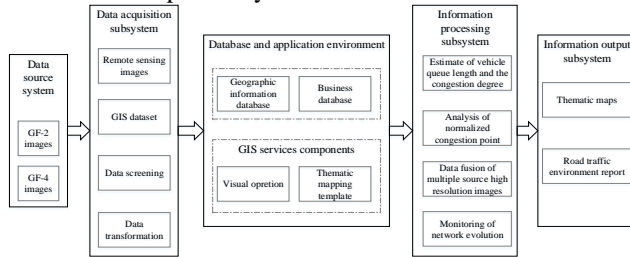 Data source system
GF-2 images
GF-4 images
Data acquisition subsystem
Remote sensing images
GIS dataset
Data screening
Data transformation
Database and application environment
Geographic information database
Business database
GIS services components
Visual opretion
Thematic mapping template
Information processing subsystem
Estimate of vehicle queue length and the congestion degree
Analysis of normalized congestion point
Data fusion of multiple source high resolution images
Monitoring of network evolution
Information output subsystem
Thematic maps
Road traffic environment report